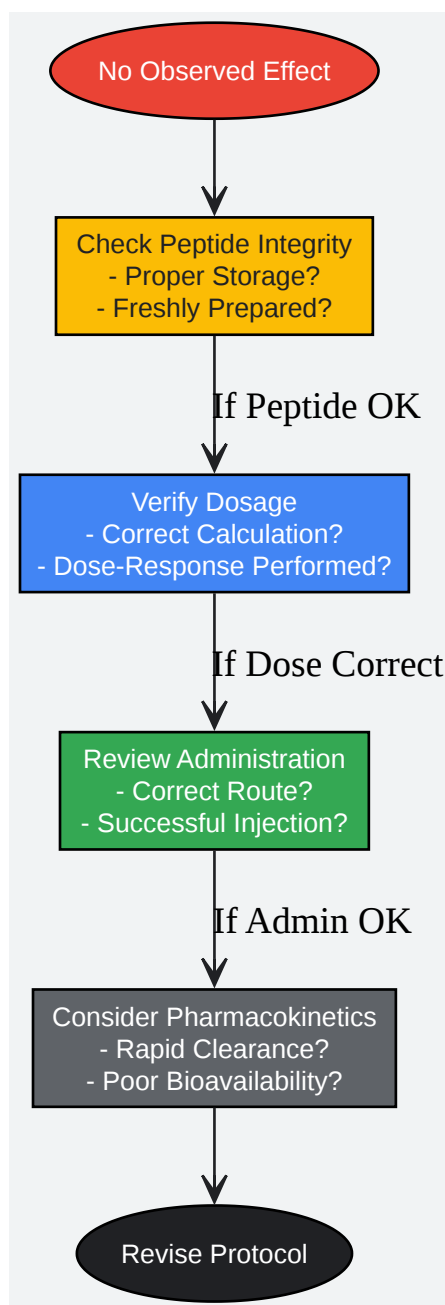 No Observed Effect
Check Peptide Integrity
- Proper Storage?
- Freshly Prepared?
If Peptide OK
Verify Dosage
- Correct Calculation?
- Dose-Response Performed?
If Dose Correct
Review Administration
- Correct Route?
- Successful Injection?
If Admin OK
Consider Pharmacokinetics
- Rapid Clearance?
- Poor Bioavailability?
Revise Protocol